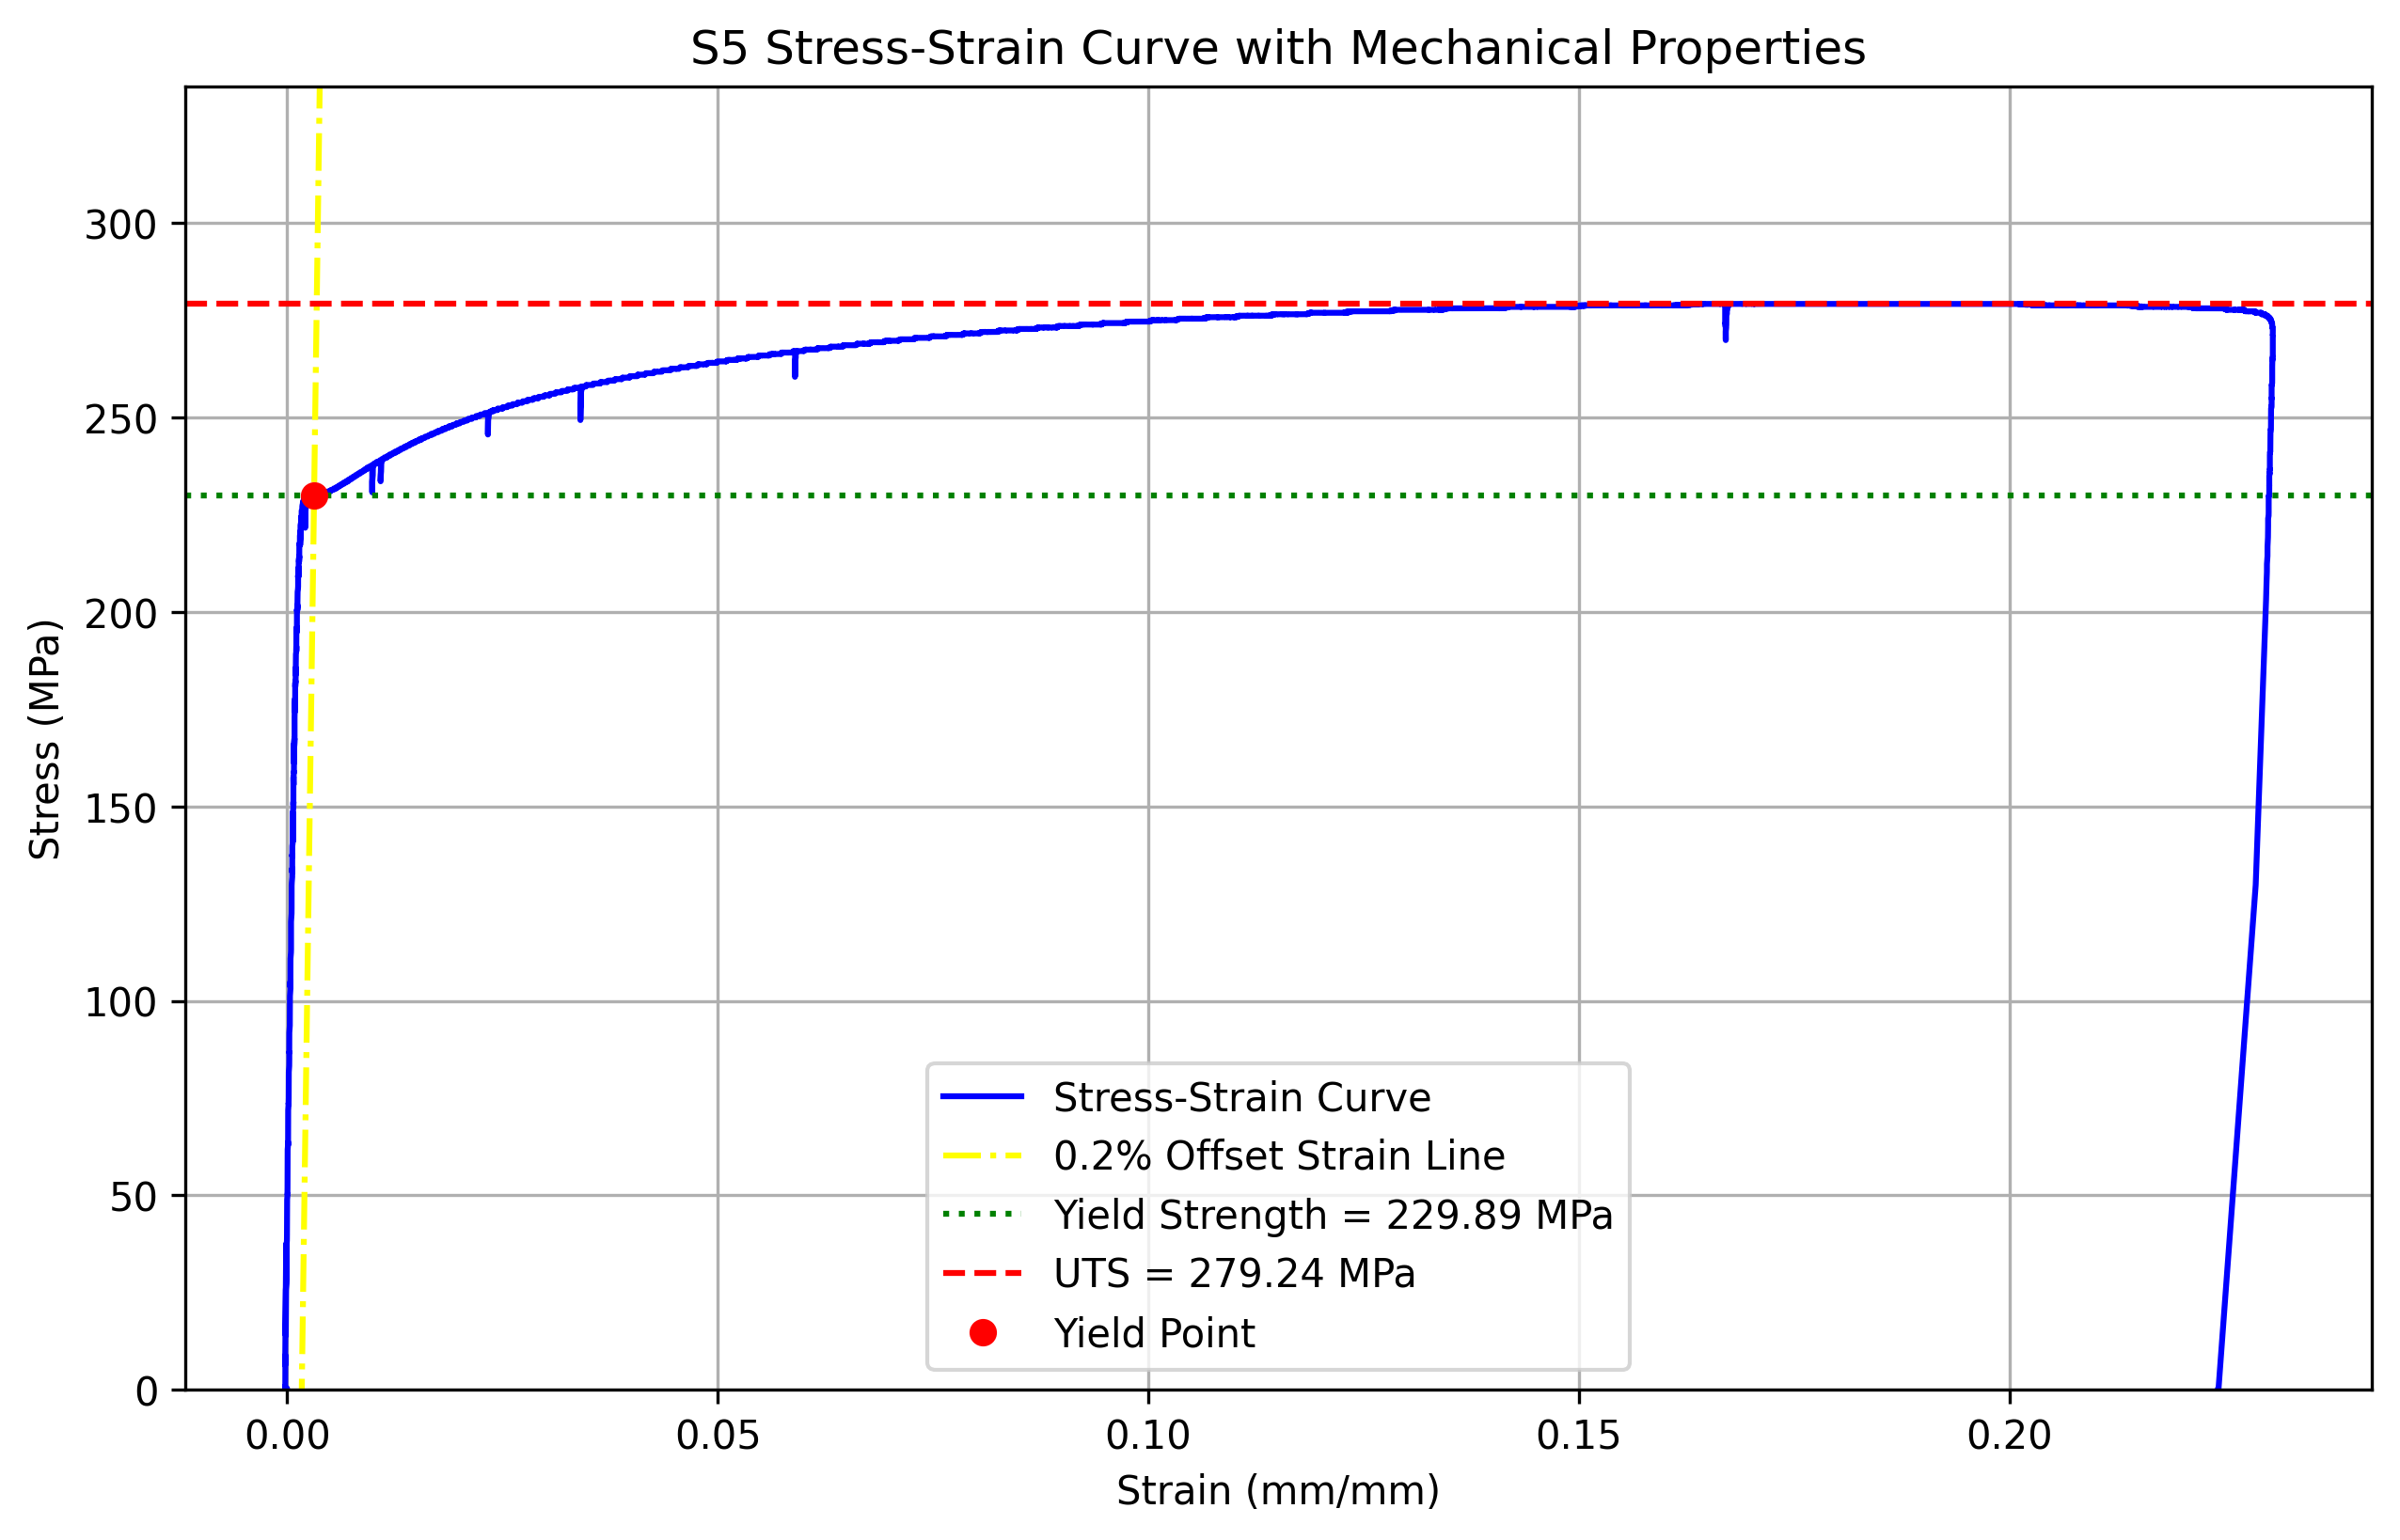 S5 Stress-Strain Curve with Mechanical Properties
Stress (MPa)
300
250
200
150
100
50
0
0.00
0.05
0.10
0.15
0.20
Strain (mm/mm)
Stress-Strain Curve
0.2% Offset Strain Line
Yield Strength = 229.89 MPa
UTS = 279.24 MPa
Yield Point